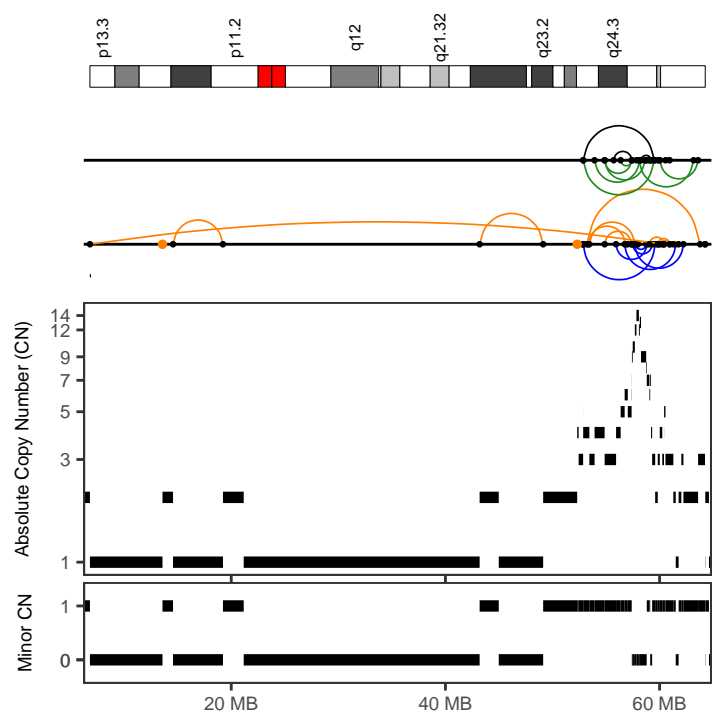 p13.3
p11.2
q12
q21.32
q23.2
q24.3
Absolute Copy Number (CN)
14
12
9
7
5
3
1
Minor CN
1
0
20 MB
40 MB
60 MB